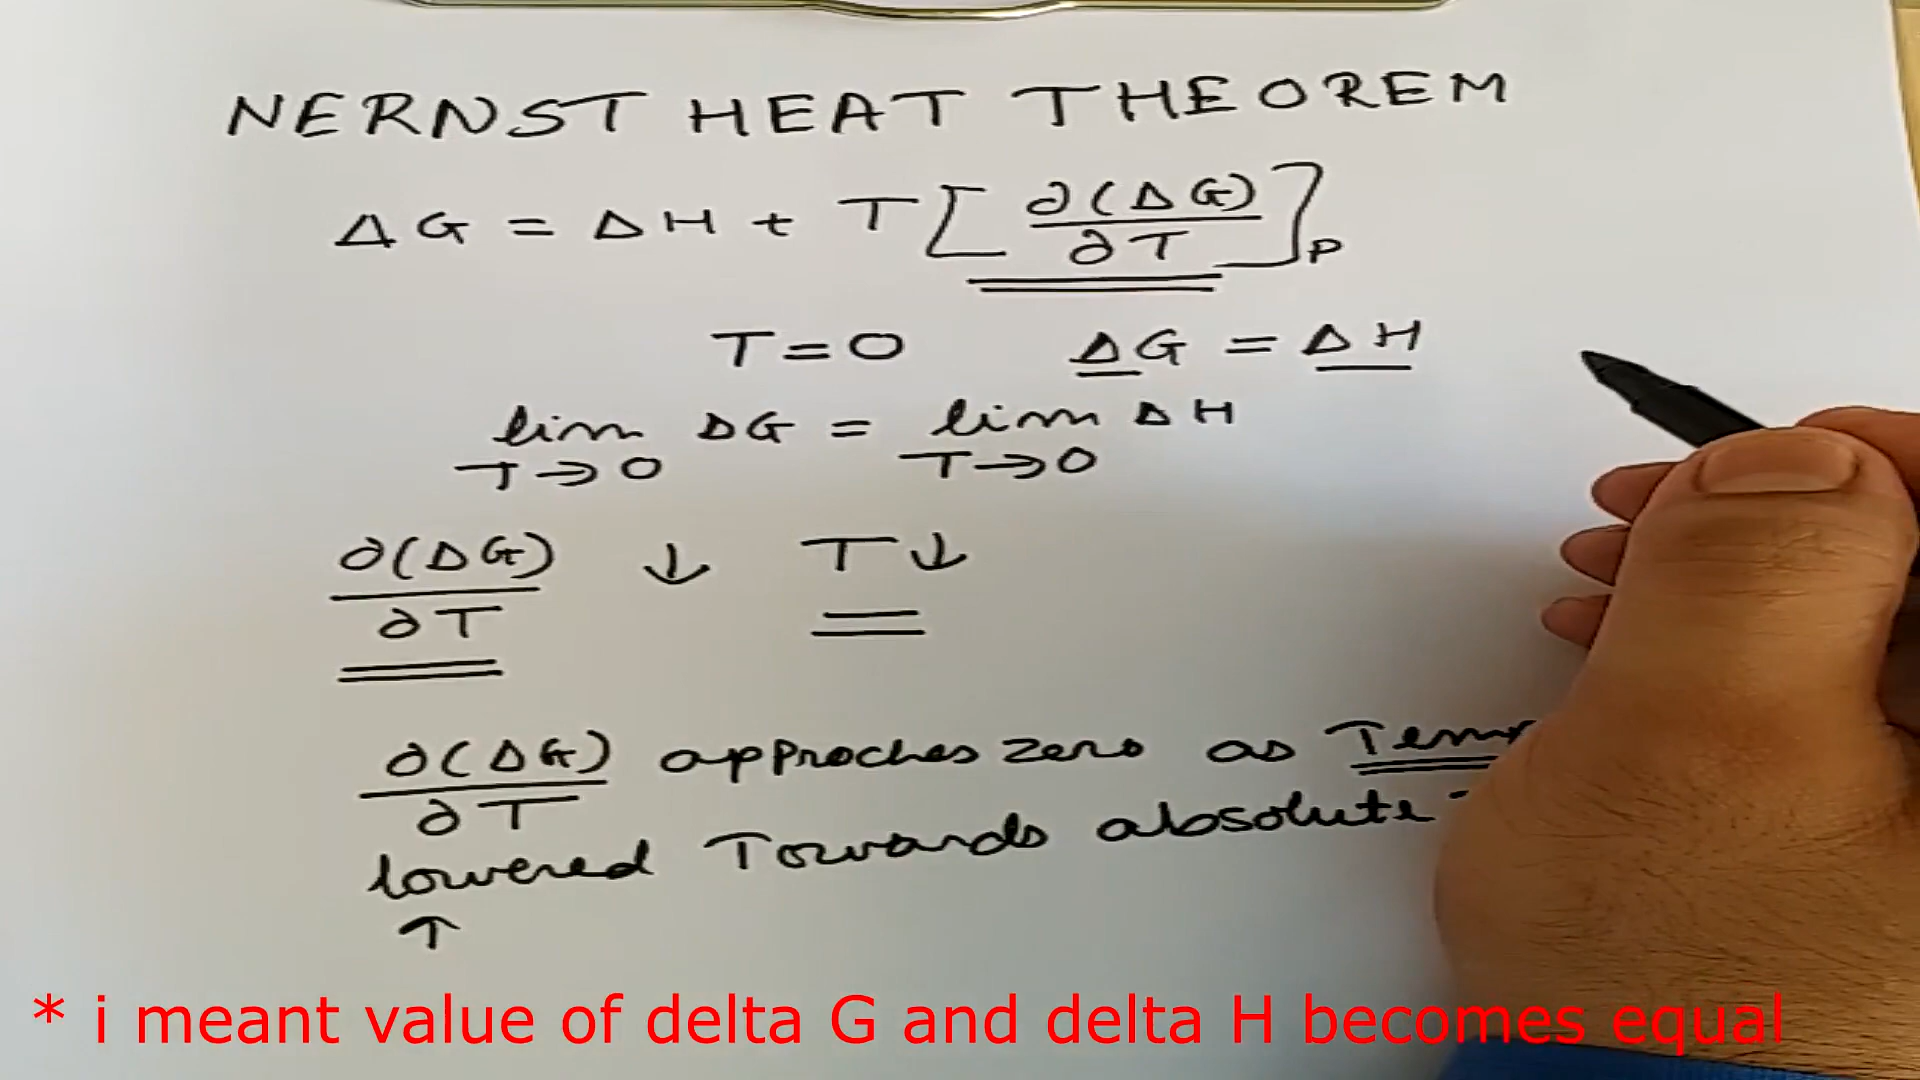 NERNST HEAT THEOREM
ΔG = ΔH + T[∂(ΔG)/∂T]P
T=0 ΔG = ΔH
lim T→0 ΔG = lim T→0 ΔH
∂(ΔG)/∂T ↓ T↓
∂(ΔG)/∂T approches zero as
lowered Towards absolute
↑
* i meant value of delta G and delta H becomes equal